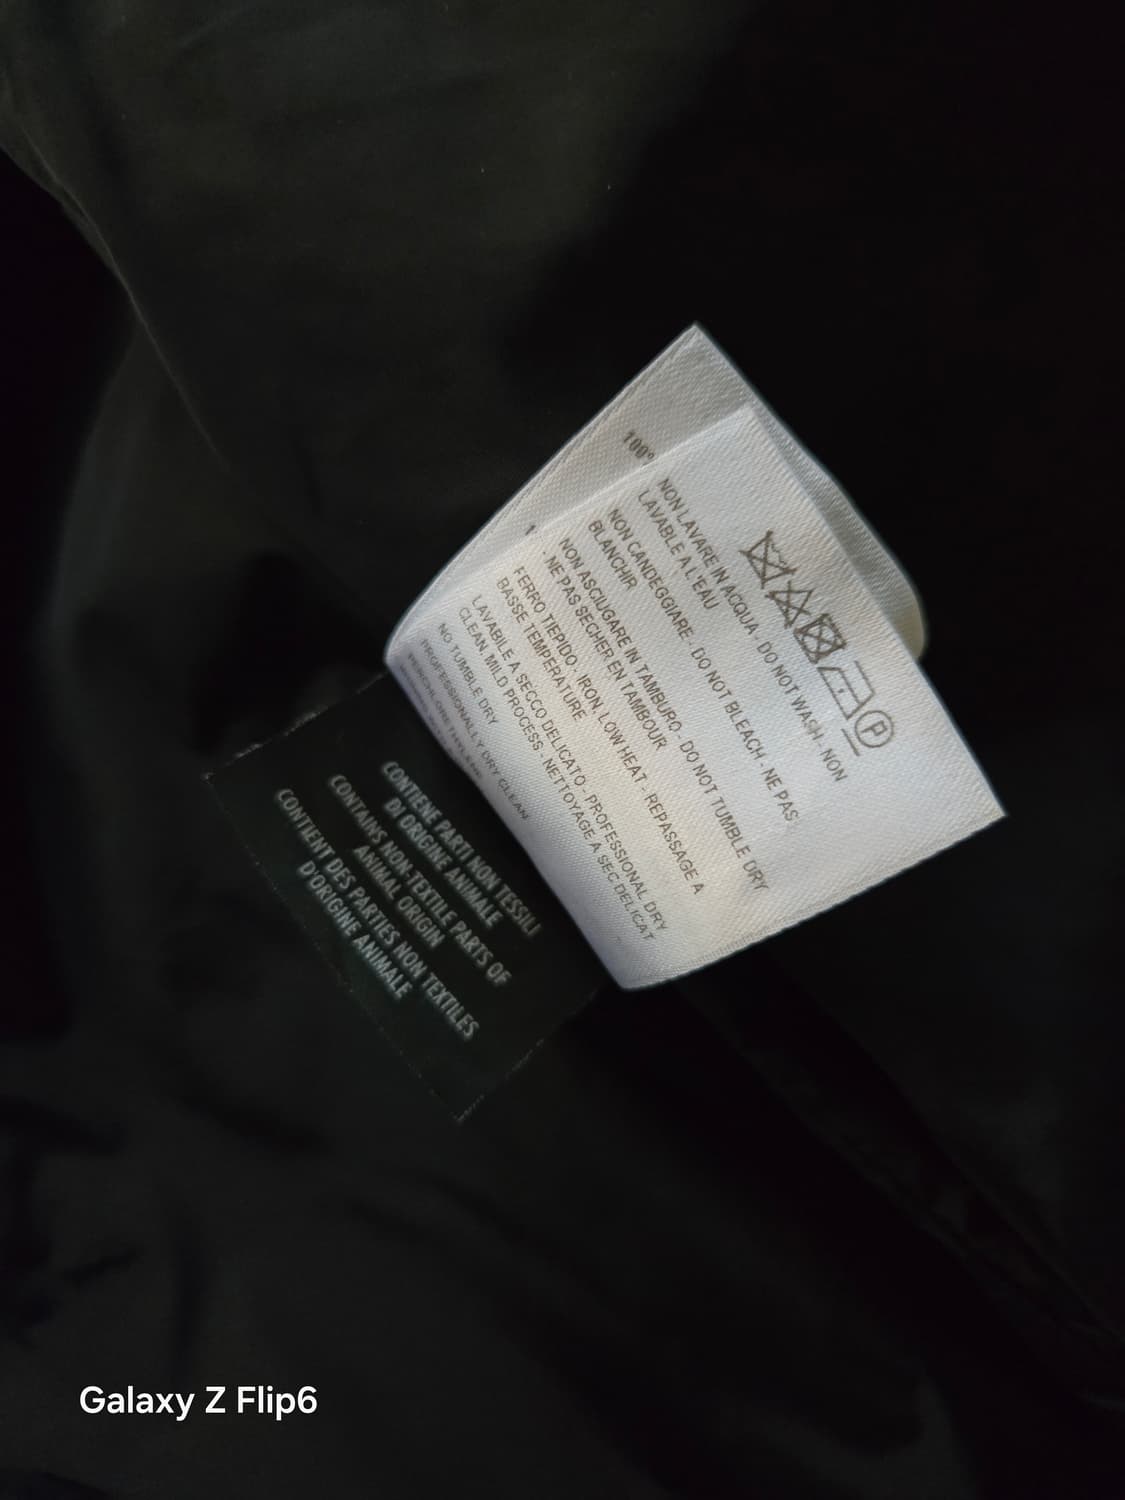 100%
NON LAVARE IN ACQUA - DO NOT WASH - NON
LAVABLE A L'EAU
NON CANDEGGIARE - DO NOT BLEACH - NE PAS
BLANCHIR
NON ASCIUGARE IN TAMBURO - DO NOT TUMBLE DRY
- NE PAS SECHER EN TAMBOUR
FERRO TIEPIDO - IRON, LOW HEAT - REPASSAGE A
BASSE TEMPERATURE
LAVABILE A SECCO DELICATO - PROFESSIONAL DRY
CLEAN, MILD PROCESS - NETTOYAGE A SEC DELICAT
NO TUMBLE DRY
PROFESSIONALLY DRY CLEAN
P
CONTIENE PARTI NON TESSILI
DI ORIGINE ANIMALE
CONTAINS NON-TEXTILE PARTS OF
ANIMAL ORIGIN
CONTIENT DES PARTIES NON TEXTILES
D'ORIGINE ANIMALE
Galaxy Z Flip6